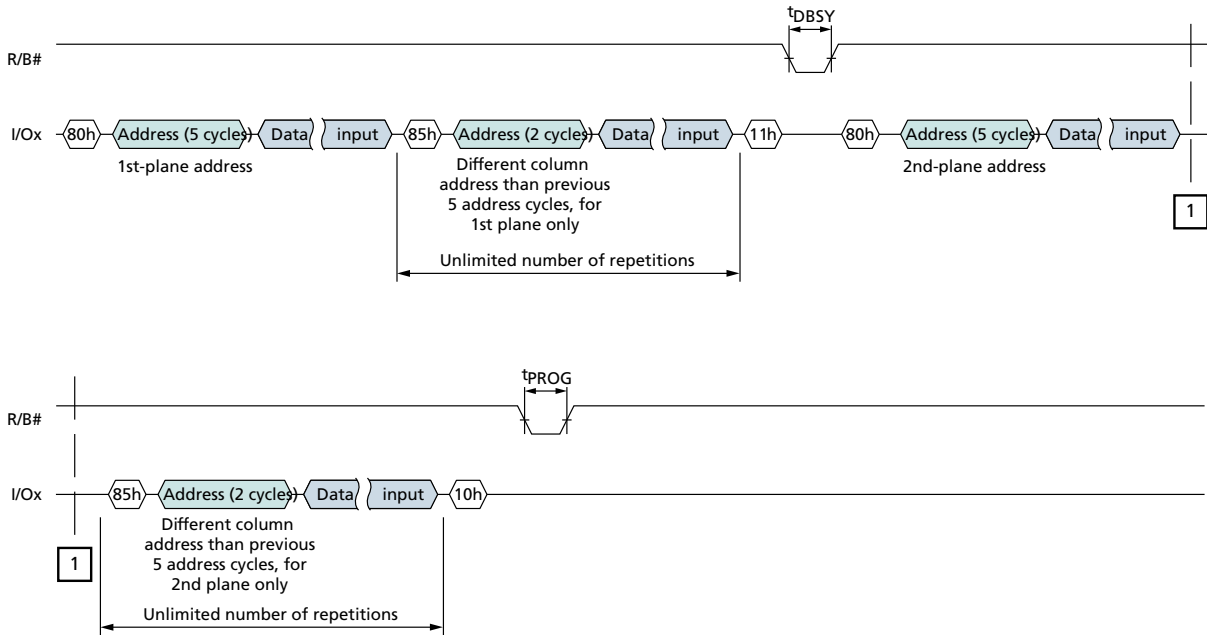 tDBSY
R/B#
I/Ox
80h
Address (5 cycles)
Data
input
85h
Address (2 cycles)
Data
input
11h
80h
Address (5 cycles)
Data
input
1st-plane address
Different column
address than previous
5 address cycles, for
1st plane only
2nd-plane address
1
Unlimited number of repetitions
tPROG
R/B#
I/Ox
85h
Address (2 cycles)
Data
input
10h
Different column
address than previous
5 address cycles, for
2nd plane only
1
Unlimited number of repetitions